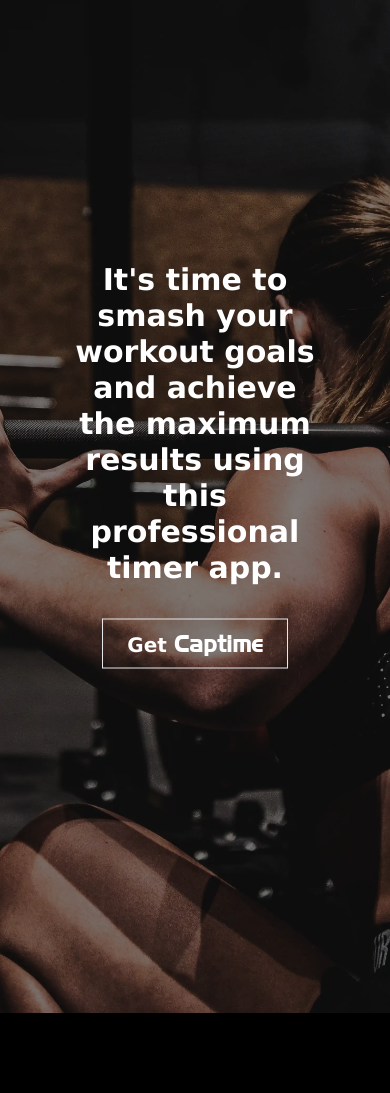 It's time to
smash your
workout goals
and achieve
the maximum
results using
this
professional
timer app.
Get Captime